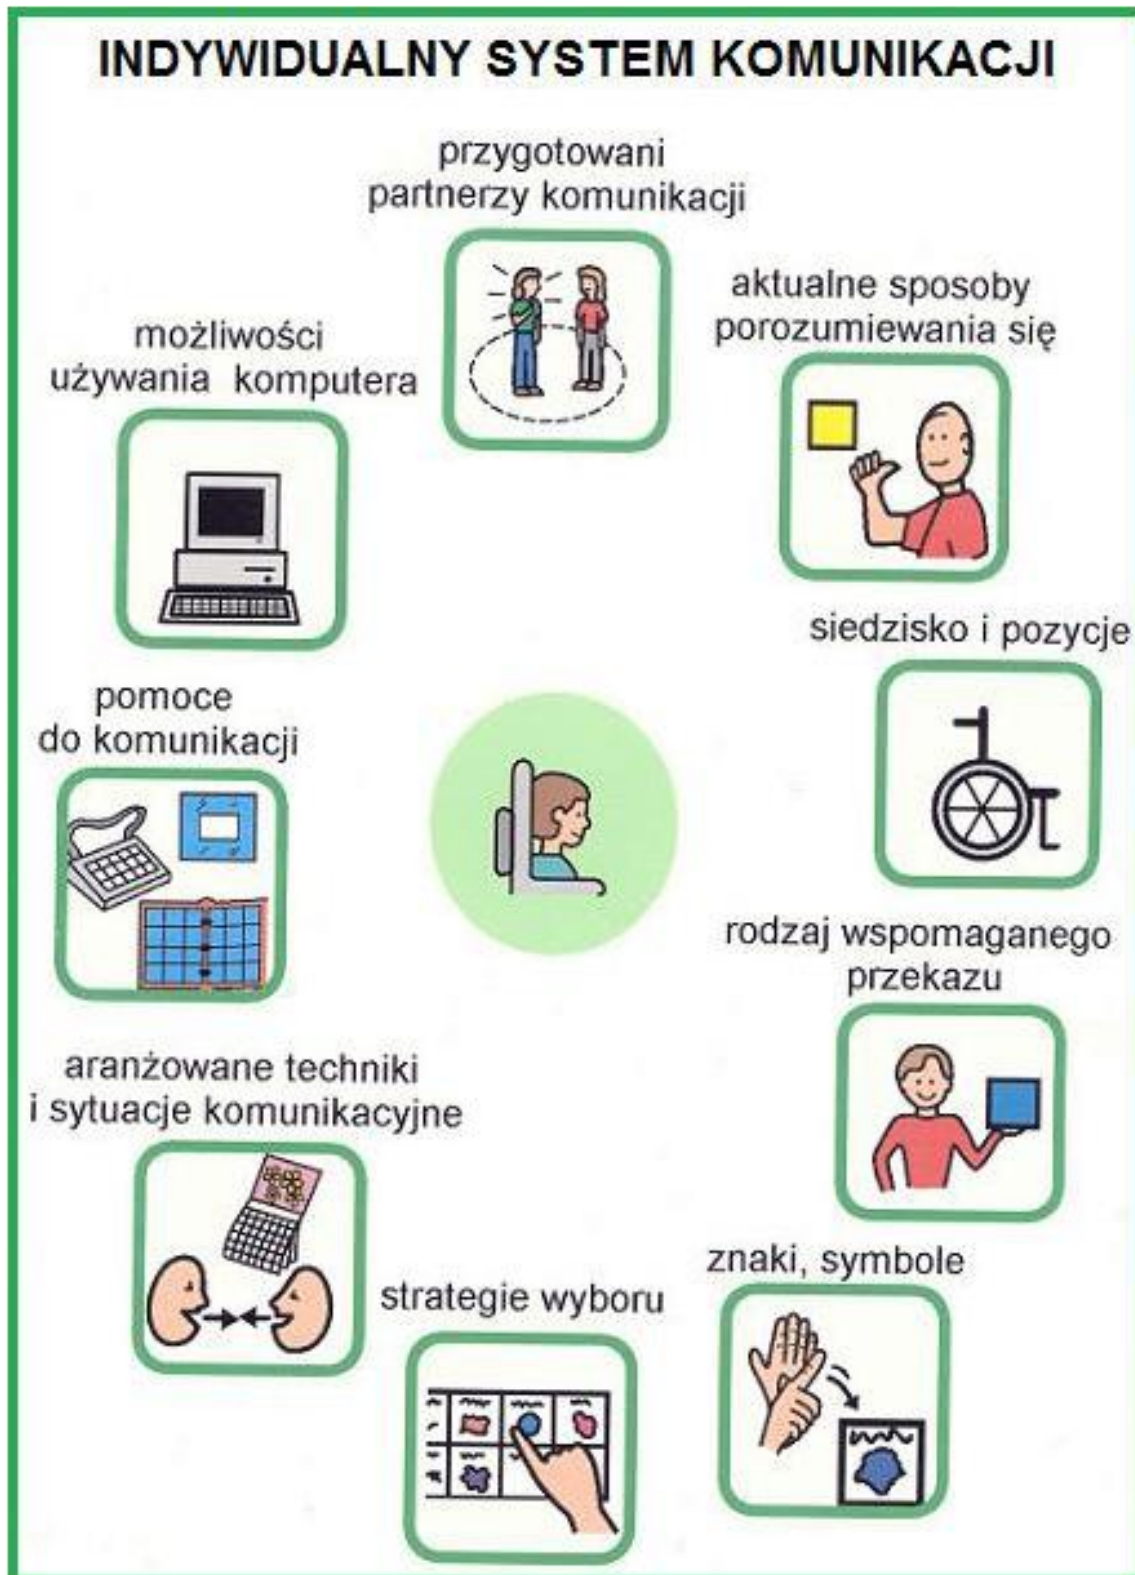 INDYWIDUALNY SYSTEM KOMUNIKACJI
przygotowani
partnerzy komunikacji
aktualne sposoby
porozumiewania się
siedzisko i pozycje
rodzaj wspomaganego
przekazu
znaki, symbole
strategie wyboru
aranżowane techniki
i sytuacje komunikacyjne
pomoce
do komunikacji
możliwości
używania komputera